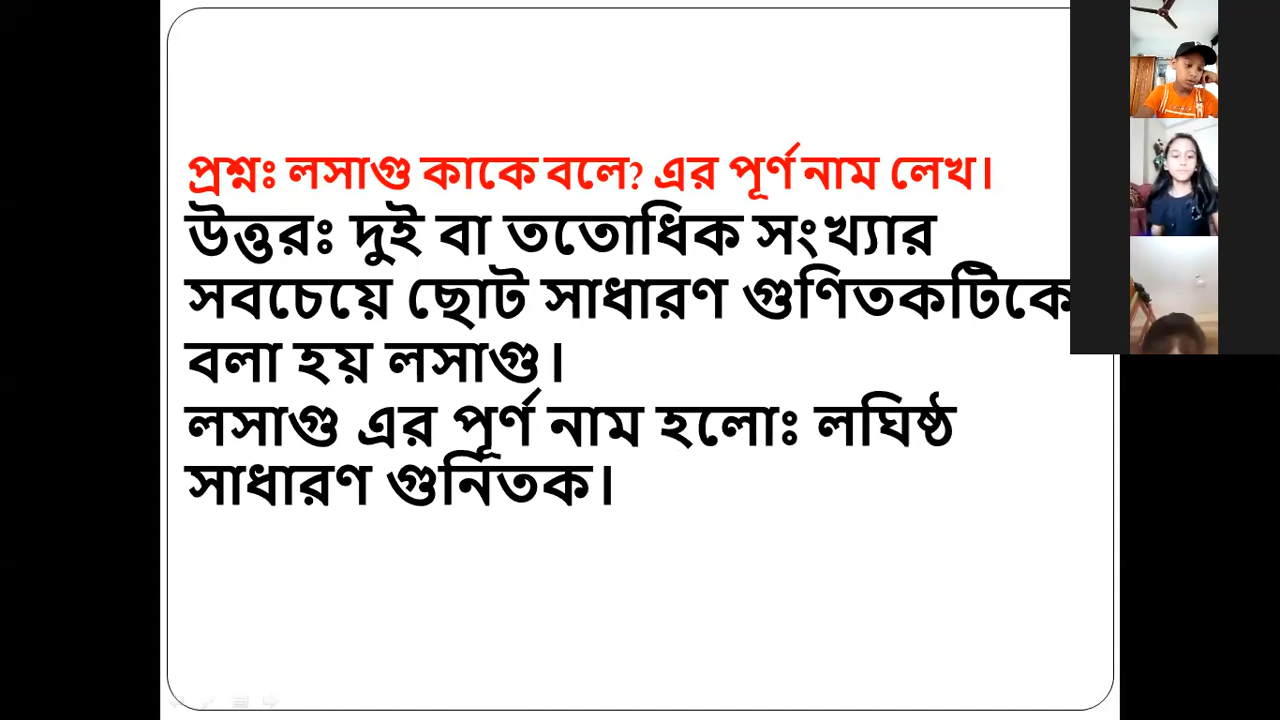 প্রশ্নঃ লসাগু কাকে বলে? এর পূর্ণ নাম লেখ।
উত্তরঃ দুই বা ততোধিক সংখ্যার
সবচেয়ে ছোট সাধারণ গুণিতকটিকে
বলা হয় লসাগু।
লসাগু এর পূর্ণ নাম হলোঃ লঘিষ্ঠ
সাধারণ গুনিতক।